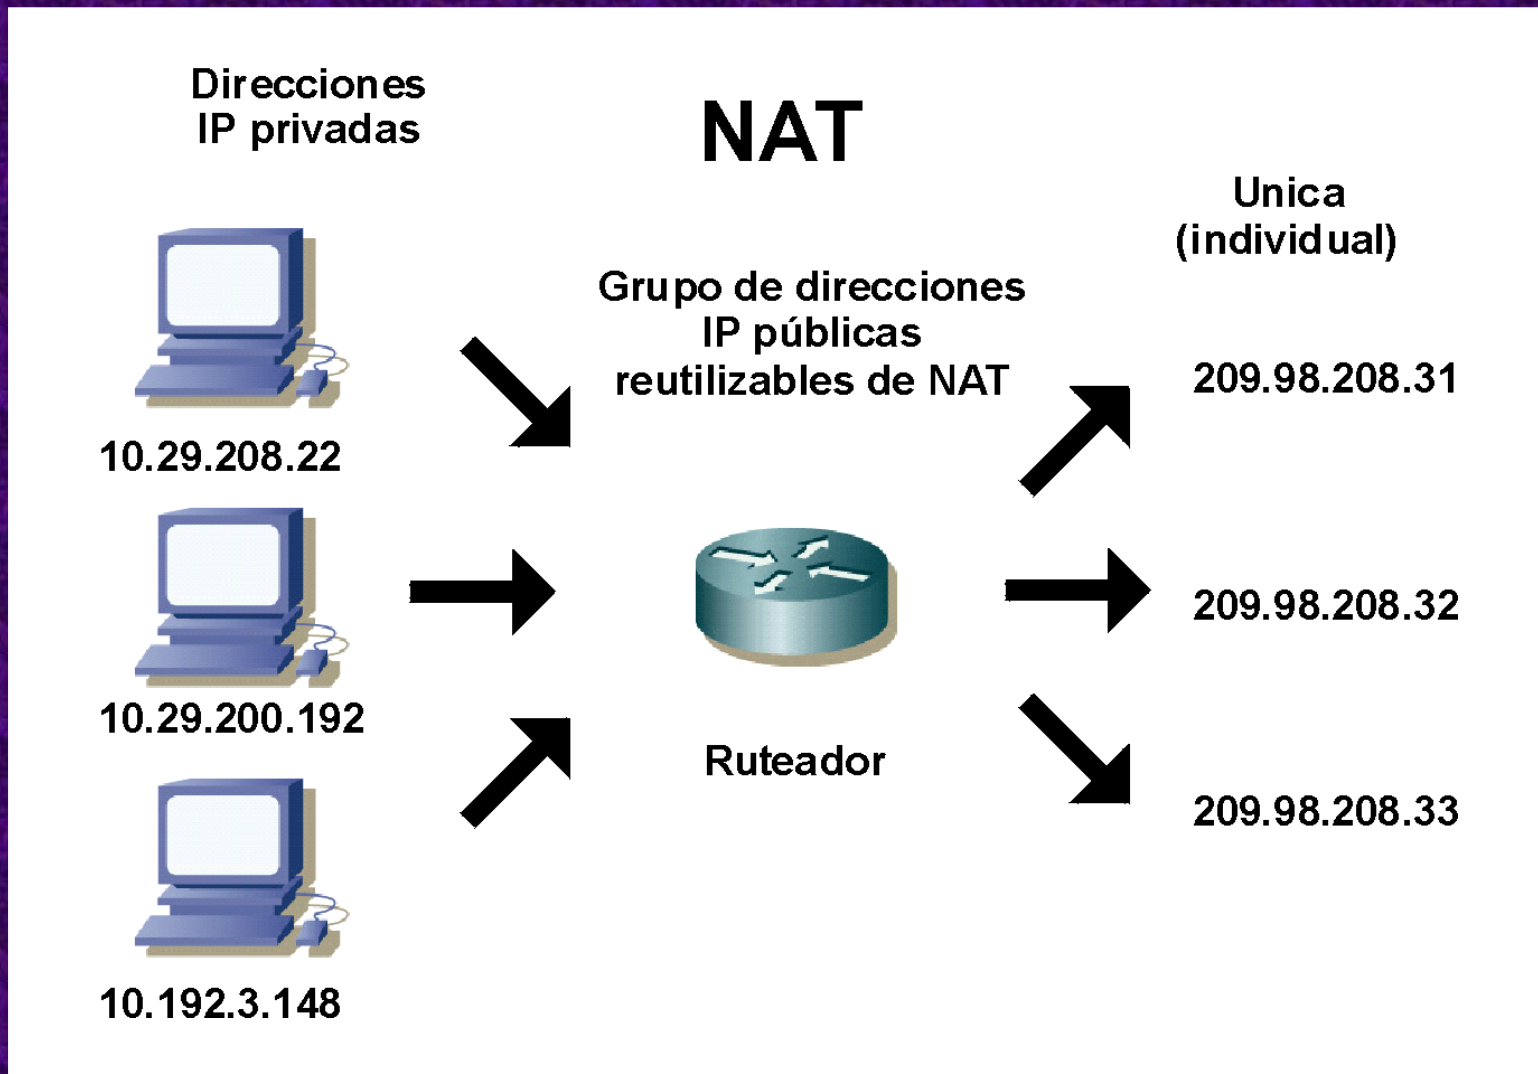 Direcciones
IP privadas
NAT
Unica
(individual)
Grupo de direcciones
IP públicas
reutilizables de NAT
10.29.208.22
209.98.208.31
10.29.200.192
209.98.208.32
Ruteador
10.192.3.148
209.98.208.33